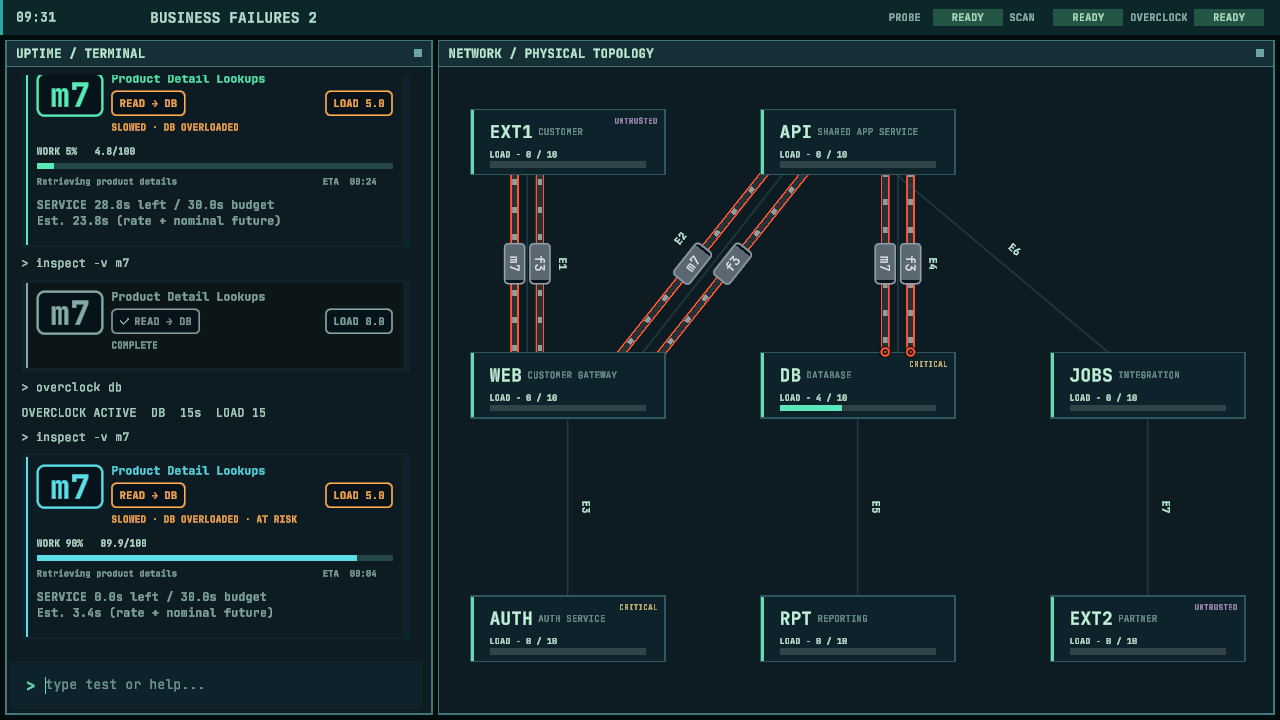 09:31
BUSINESS FAILURES 2
PROBE READY SCAN READY OVERCLOCK READY
UPTIME / TERMINAL
m7
Product Detail Lookups
READ → DB
LOAD 5.0
SLOWED · DB OVERLOADED
WORK 5% 4.8/100
Retrieving product details
ETA 00:24
SERVICE 28.8s left / 30.0s budget
Est. 23.8s (rate + nominal future)
> inspect -v m7
m7
Product Detail Lookups
✓ READ → DB
LOAD 0.0
COMPLETE
> overclock db
OVERCLOCK ACTIVE DB 15s LOAD 15
> inspect -v m7
m7
Product Detail Lookups
READ → DB
LOAD 5.0
SLOWED · DB OVERLOADED · AT RISK
WORK 90% 89.9/100
Retrieving product details
ETA 00:04
SERVICE 0.0s left / 30.0s budget
Est. 3.4s (rate + nominal future)
> type test or help...
NETWORK / PHYSICAL TOPOLOGY
UNTRUSTED
EXT1 CUSTOMER
LOAD - 0 / 10
API SHARED APP SERVICE
LOAD - 0 / 10
m7
f3
E1
E2
m7
f3
m7
f3
E4
E6
WEB CUSTOMER GATEWAY
LOAD - 0 / 10
CRITICAL
DB DATABASE
LOAD - 4 / 10
JOBS INTEGRATION
LOAD - 0 / 10
E3
E5
E7
CRITICAL
AUTH AUTH SERVICE
LOAD - 0 / 10
RPT REPORTING
LOAD - 0 / 10
UNTRUSTED
EXT2 PARTNER
LOAD - 0 / 10